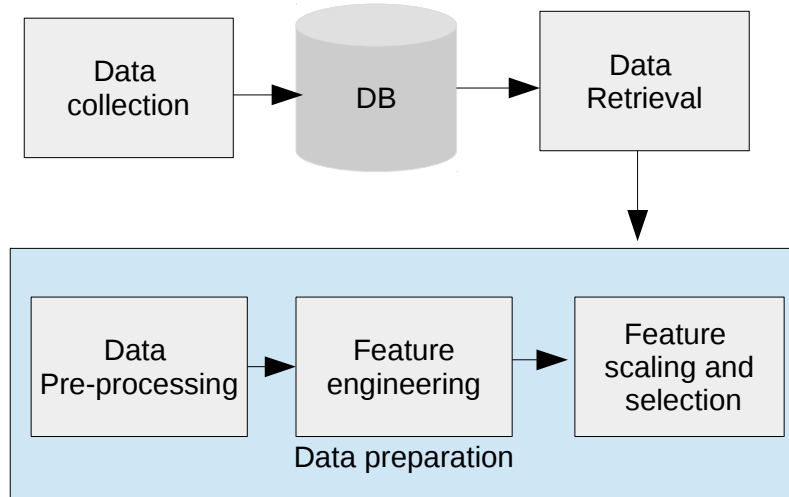 Data
collection
DB
Data
Retrieval
Data
Pre-processing
Feature
engineering
Feature
scaling and
selection
Data preparation